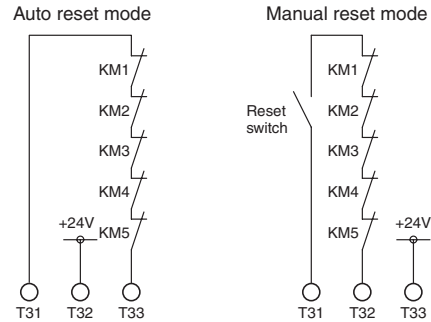 Auto reset mode
KM1
KM2
KM3
KM4
KM5
+24V
T31 T32 T33
Manual reset mode
Reset
switch
KM1
KM2
KM3
KM4
KM5
+24V
T31 T32 T33